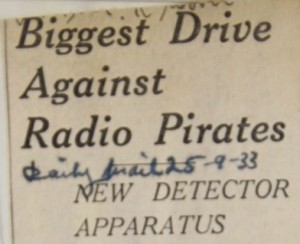 Biggest Drive
Against
Radio Pirates
Daily Mail 25-9-33
NEW DETECTOR
APPARATUS